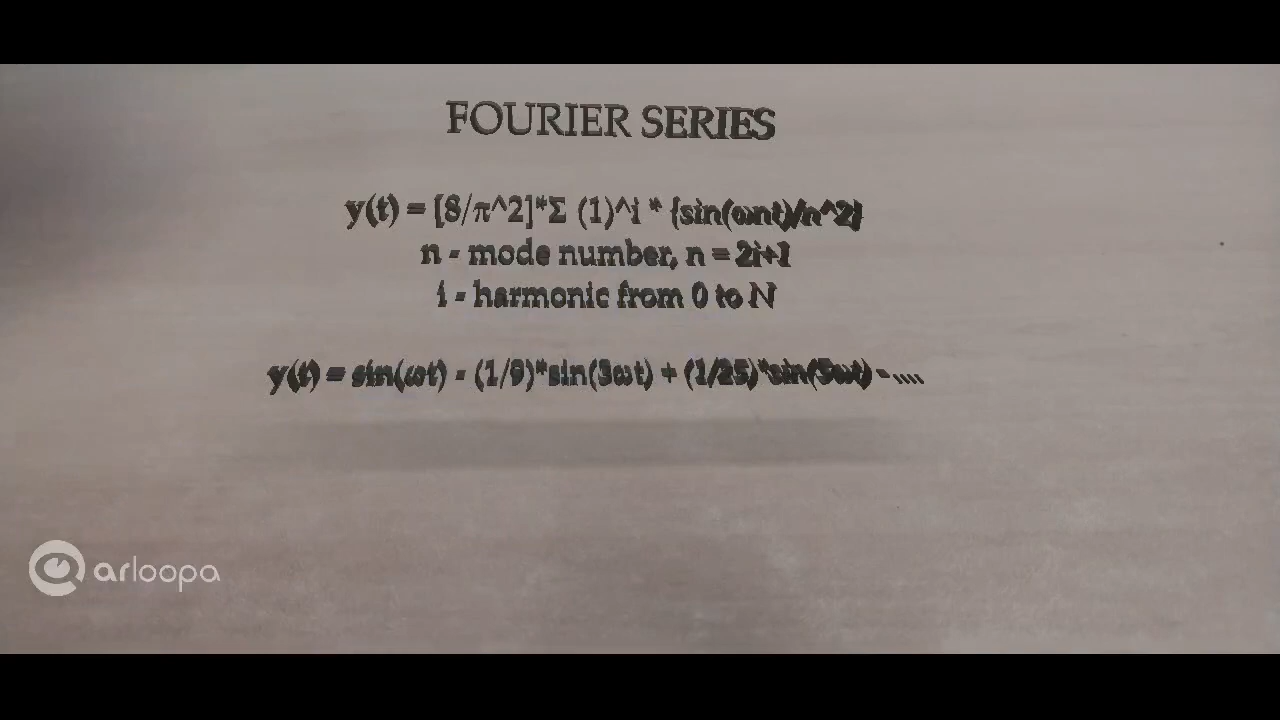 FOURIER SERIES
y(t) = [8/π^2]*Σ (1)^i * {sin(ωnt)/n^2}
n - mode number, n = 2i+1
i - harmonic from 0 to N
y(t) = sin(ωt) - (1/9)*sin(3ωt) + (1/25)*sin(5ωt) - ....
arloopa